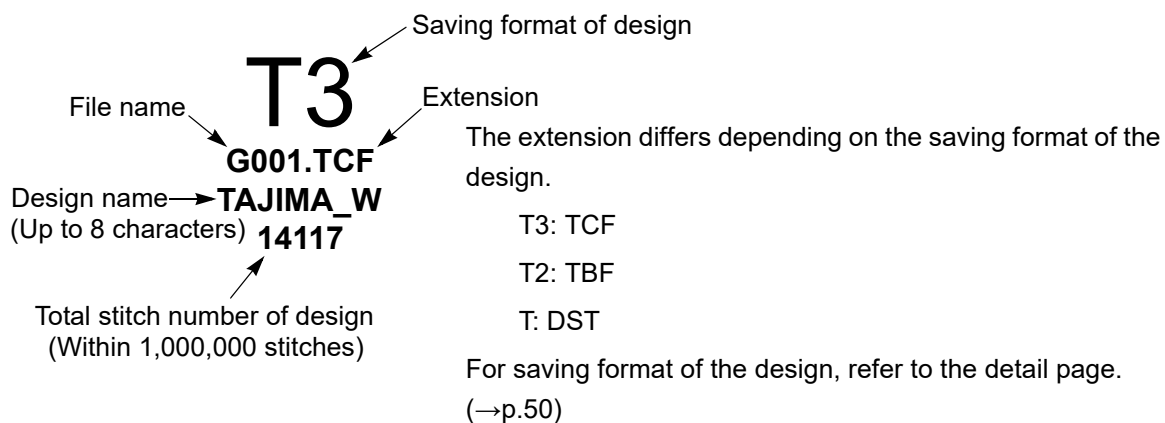 Saving format of design
T3
File name
Extension
G001.TCF
Design name
(Up to 8 characters)
TAJIMA_W
14117
Total stitch number of design
(Within 1,000,000 stitches)
The extension differs depending on the saving format of the
design.
T3: TCF
T2: TBF
T: DST
For saving format of the design, refer to the detail page.
(→p.50)